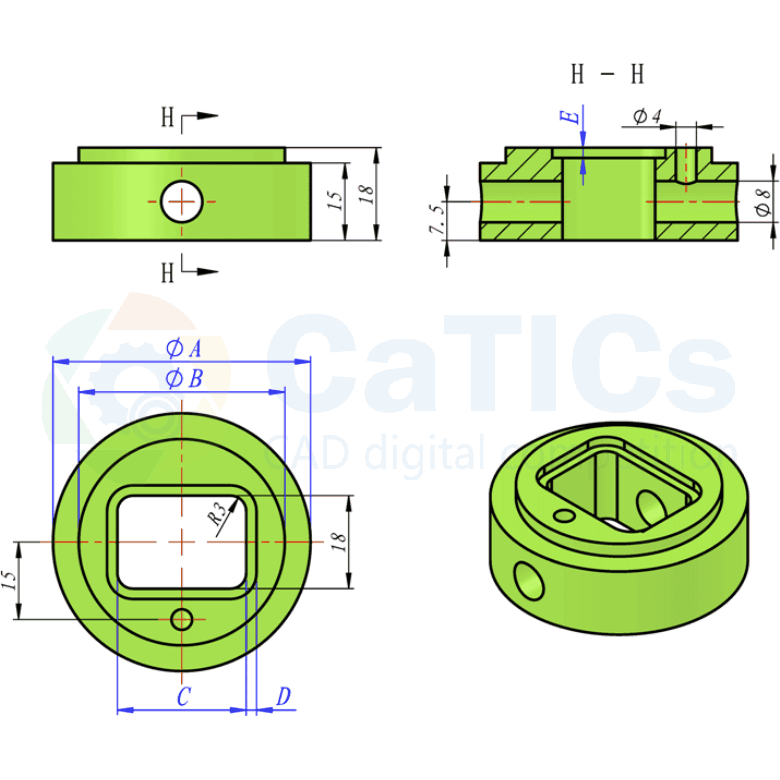 H - H
H
E
Φ4
15
18
7.5
Φ8
H
CaTICs
CAD digital competition
ΦA
ΦB
R3
18
15
C
D